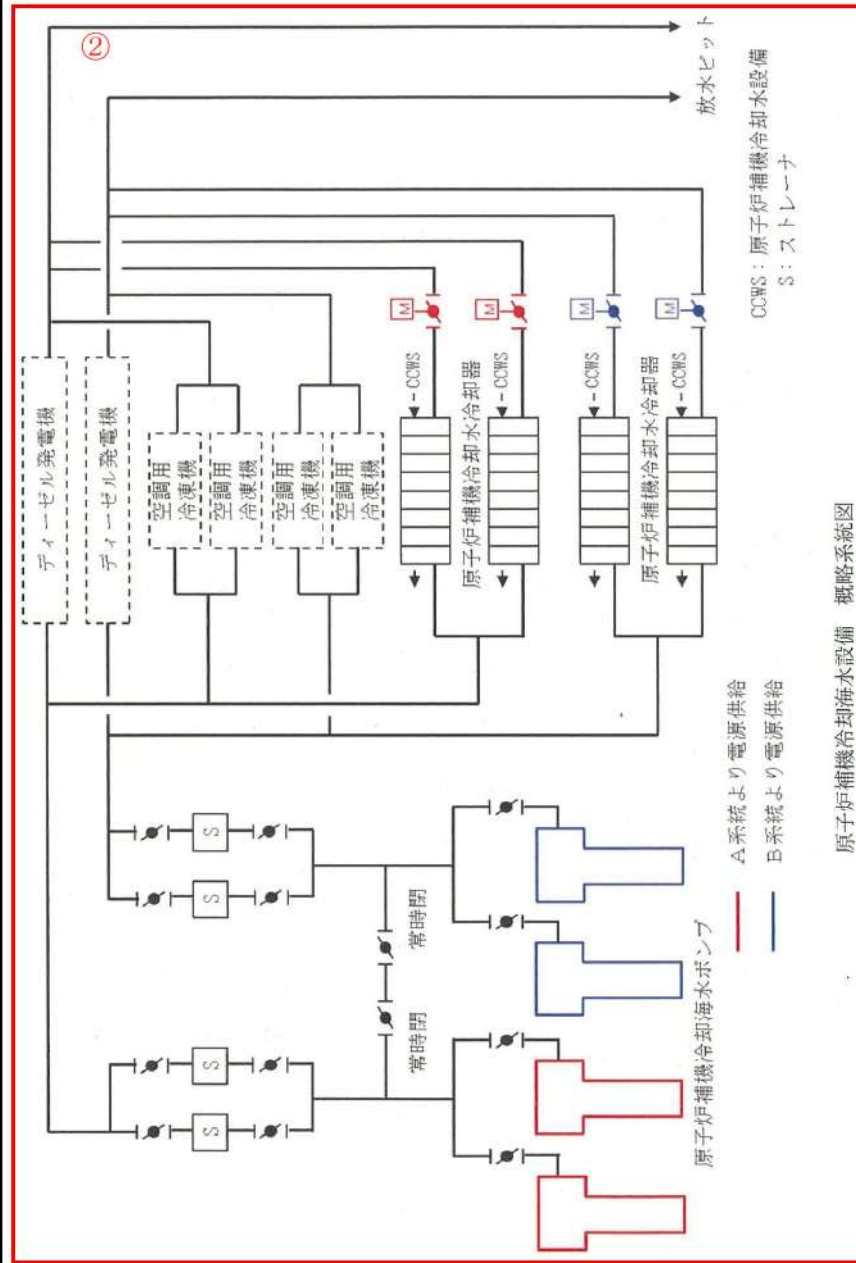 ②
ディーゼル発電機
ディーゼル発電機
空調用
冷凍機
空調用
冷凍機
空調用
冷凍機
空調用
冷凍機
M
CCWS
原子炉補機冷却水冷却器
M
CCWS
M
CCWS
原子炉補機冷却水冷却器
M
CCWS
放水ピット
CCWS：原子炉補機冷却水設備
S：ストレーナ
S
S
S
S
常時閉
常時閉
原子炉補機冷却海水ポンプ
A系統より電源供給
B系統より電源供給
原子炉補機冷却海水設備　概略系統図